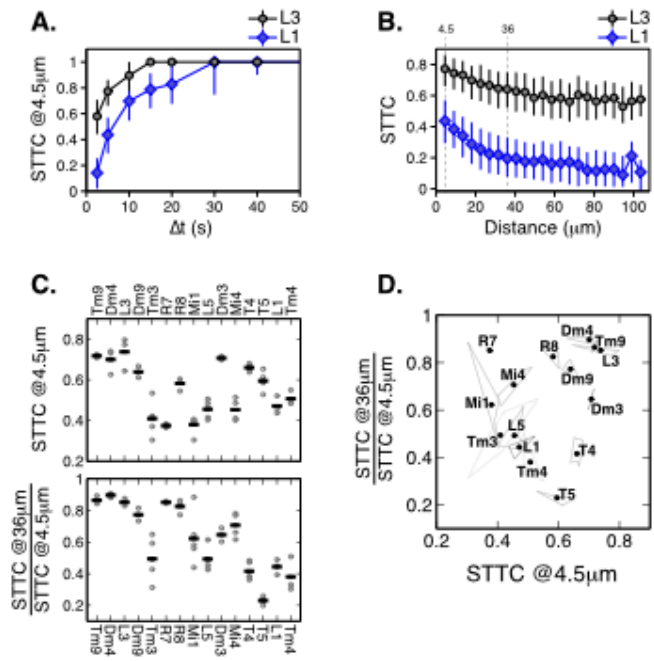 A.
L3
L1
STTC @4.5μm
1
0.8
0.6
0.4
0.2
0
0 10 20 30 40 50
Δt (s)
B.
L3
L1
4.5 36
STTC
1
0.8
0.6
0.4
0.2
0
0 20 40 60 80 100
Distance (μm)
C.
Tm9 Dm4 L3 Dm9 Tm3 R7 R8 Mi1 L5 Mi4 Dm3 T4 T5 L1 Tm4
STTC @4.5μm
0.8
0.6
0.4
0.2
STTC @36μm
STTC @4.5μm
0.8
0.6
0.4
0.2
Tm9 Dm4 L3 Dm9 Tm3 R7 R8 Mi1 L5 Dm3 Mi4 T4 T5 L1 Tm4
D.
STTC @36μm
STTC @4.5μm
1
0.8
0.6
0.4
0.2
R7
Dm4
Tm9
R8
L3
Mi4
Dm9
Mi1
Dm3
Tm3
L5
L1
T4
Tm4
T5
0.2 0.4 0.6 0.8
STTC @4.5μm